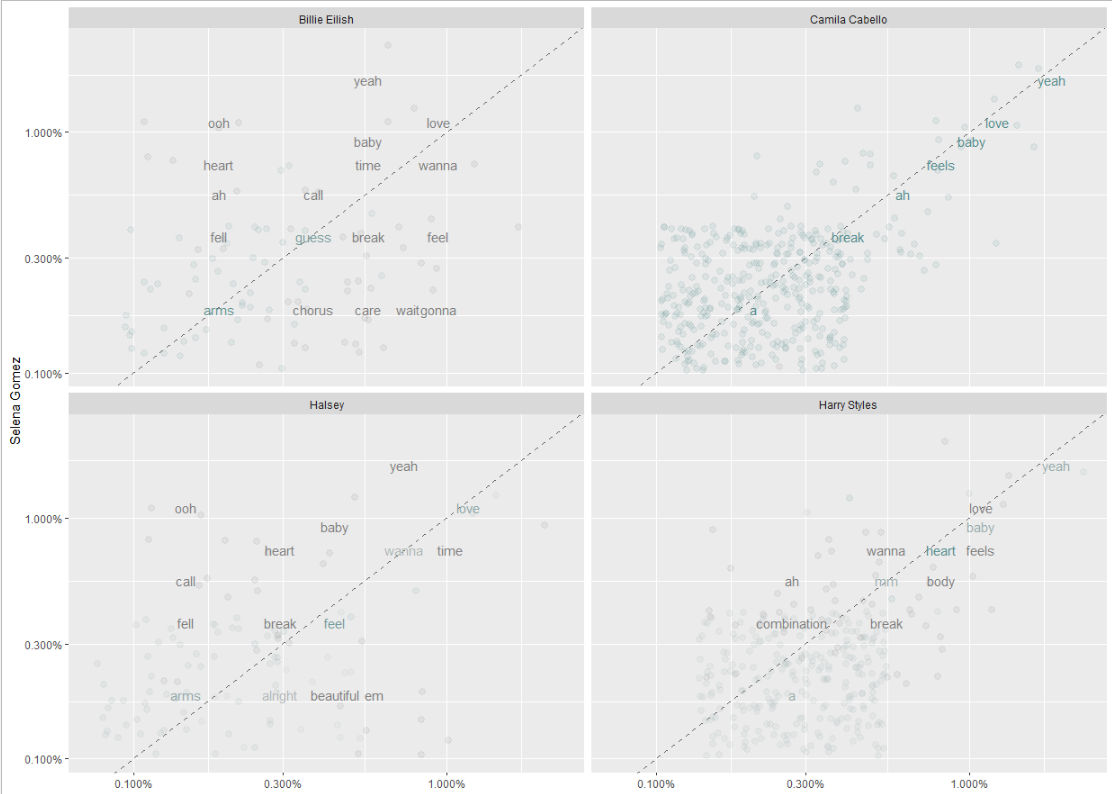 Billie Eilish Camila Cabello
yeah yeah
ooh love love
1.000% baby baby
heart time wanna feels
ah call ah
fell guess break feel break
0.300%
arms chorus care waitgonna a
0.100%
Selena Gomez
Halsey Harry Styles
yeah yeah
ooh love love
1.000% baby baby
heart wanna time wanna heart feels
call ah mm body
fell break feel combination break
0.300%
arms alright beautiful em a
0.100%
0.100% 0.300% 1.000% 0.100% 0.300% 1.000%